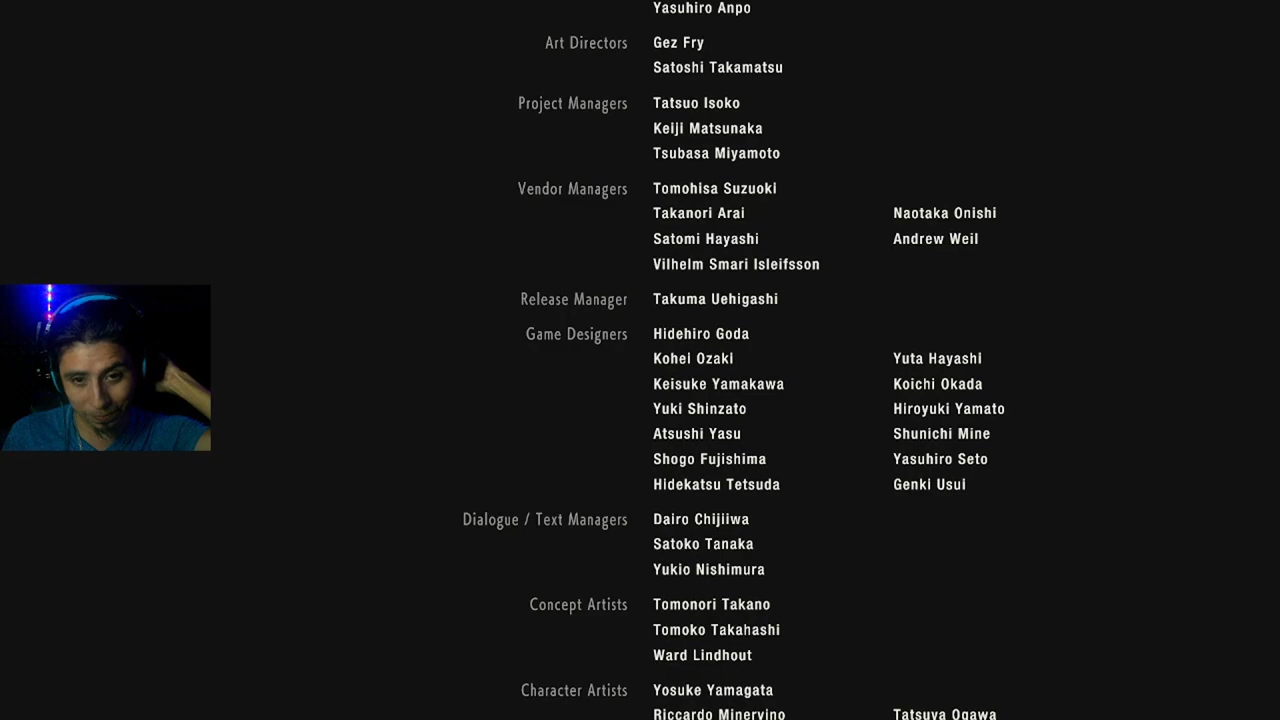 Yasuhiro Anpo
Art Directors Gez Fry
Satoshi Takamatsu
Project Managers Tatsuo Isoko
Keiji Matsunaka
Tsubasa Miyamoto
Vendor Managers Tomohisa Suzuoki
Takanori Arai Naotaka Onishi
Satomi Hayashi Andrew Weil
Vilhelm Smari Isleifsson
Release Manager Takuma Uehigashi
Game Designers Hidehiro Goda
Kohei Ozaki Yuta Hayashi
Keisuke Yamakawa Koichi Okada
Yuki Shinzato Hiroyuki Yamato
Atsushi Yasu Shunichi Mine
Shogo Fujishima Yasuhiro Seto
Hidekatsu Tetsuda Genki Usui
Dialogue / Text Managers Dairo Chijiiwa
Satoko Tanaka
Yukio Nishimura
Concept Artists Tomonori Takano
Tomoko Takahashi
Ward Lindhout
Character Artists Yosuke Yamagata
Riccardo Minervino Tatsuya Ogawa